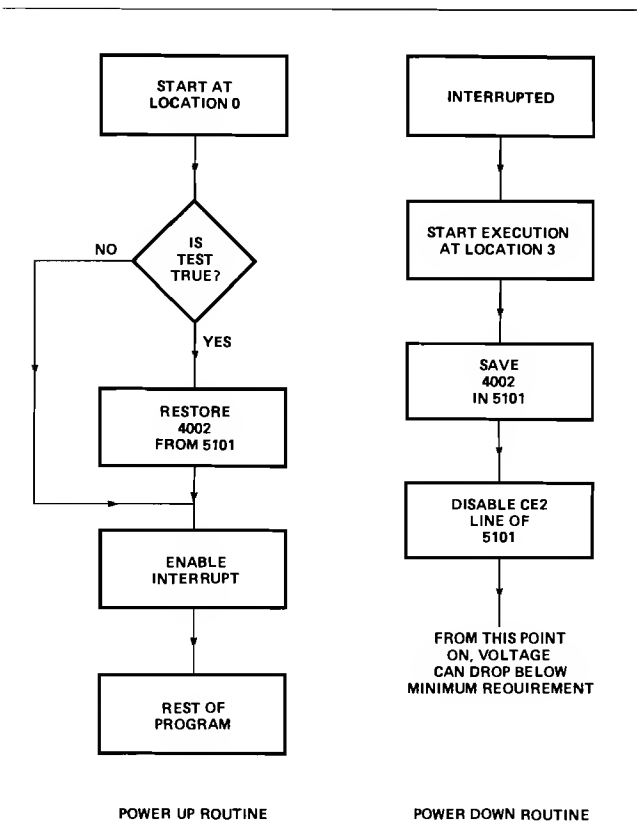 START AT
LOCATION 0
IS
TEST
TRUE?
NO
YES
RESTORE
4002
FROM 5101
ENABLE
INTERRUPT
REST OF
PROGRAM
POWER UP ROUTINE
INTERRUPTED
START EXECUTION
AT LOCATION 3
SAVE
4002
IN 5101
DISABLE CE2
LINE OF
5101
FROM THIS POINT
ON, VOLTAGE
CAN DROP BELOW
MINIMUM REQUIREMENT
POWER DOWN ROUTINE